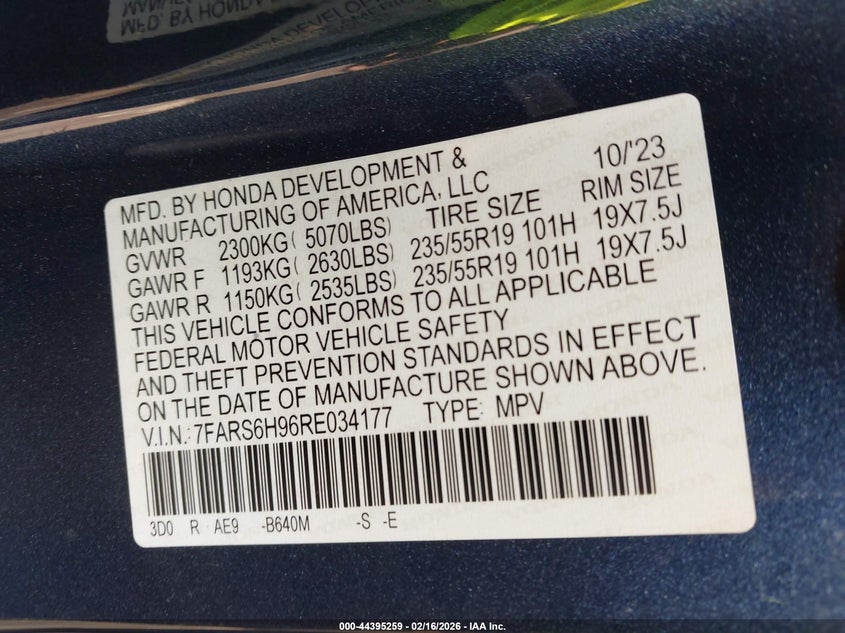 MFD. BY HONDA
MFD. BY HONDA DEVELOPMENT & 10/'23
MANUFACTURING OF AMERICA, LLC
TIRE SIZE RIM SIZE
GVWR 2300KG( 5070LBS)
GAWR F 1193KG( 2630LBS) 235/55R19 101H 19X7.5J
GAWR R 1150KG( 2535LBS) 235/55R19 101H 19X7.5J
THIS VEHICLE CONFORMS TO ALL APPLICABLE
FEDERAL MOTOR VEHICLE SAFETY
AND THEFT PREVENTION STANDARDS IN EFFECT
ON THE DATE OF MANUFACTURE SHOWN ABOVE.
V.I.N.: 7FARS6H96RE034177 TYPE: MPV
3D0 R AE9 -B640M -S -E
000-44395259 - 02/16/2026 - IAA Inc.